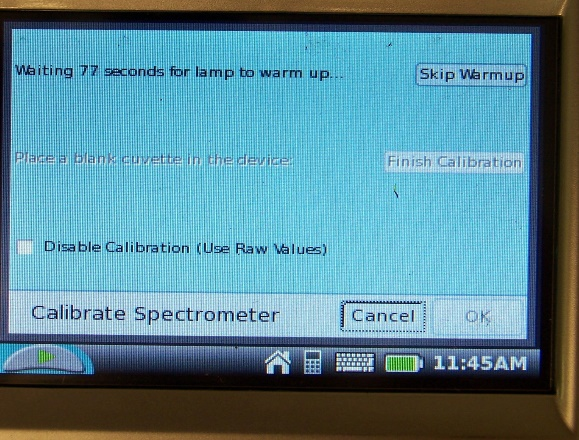 Waiting 77 seconds for lamp to warm up...
Skip Warmup
Place a blank cuvette in the device.
Finish Calibration
Disable Calibration (Use Raw Values)
Calibrate Spectrometer
Cancel
OK
11:45AM